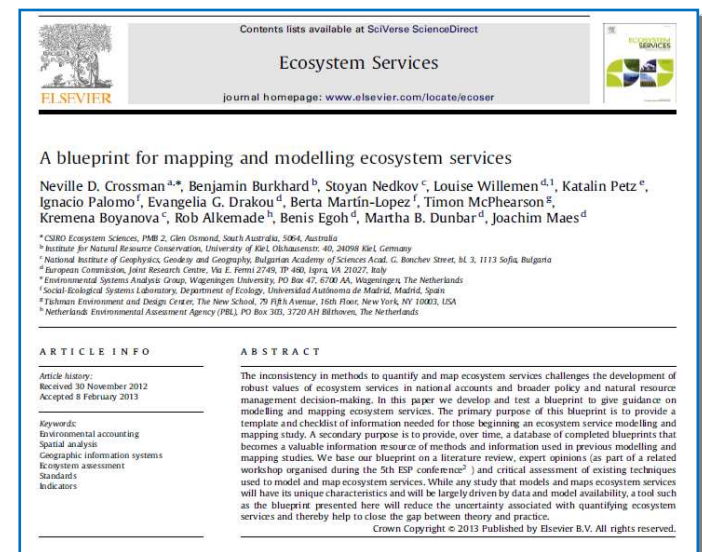 Contents lists available at SciVerse ScienceDirect
Ecosystem Services
journal homepage: www.elsevier.com/locate/ecoser
ELSEVIER
ECOSYSTEM
SERVICES
A blueprint for mapping and modelling ecosystem services
Neville D. Crossman a,*, Benjamin Burkhard b, Stoyan Nedkov c, Louise Willemen d,1, Katalin Petz e,
Ignacio Palomo f, Evangelia G. Drakou d, Berta Martín-Lopez f, Timon McPhearson g,
Kremena Boyanova c, Rob Alkemade h, Benis Egoh d, Martha B. Dunbar d, Joachim Maes d
a CSIRO Ecosystem Sciences, PMB 2, Glen Osmond, South Australia, 5064, Australia
b Institute for Natural Resource Conservation, University of Kiel, Olshausenstr. 40, 24098 Kiel, Germany
c National Institute of Geophysics, Geodesy and Geography, Bulgarian Academy of Sciences Acad. G. Bonchev Street, bl. 3, 1113 Sofia, Bulgaria
d European Commission, Joint Research Centre, Via E. Fermi 2749, TP 460, Ispra, VA 21027, Italy
e Environmental Systems Analysis Group, Wageningen University, PO Box 47, 6700 AA, Wageningen, The Netherlands
f Social-Ecological Systems Laboratory, Department of Ecology, Universidad Autónoma de Madrid, Madrid, Spain
g Tishman Environment and Design Center, The New School, 79 Fifth Avenue, 16th Floor, New York, NY 10003, USA
h Netherlands Environmental Assessment Agency (PBL), PO Box 303, 3720 AH Bilthoven, The Netherlands
ARTICLE INFO
Article history:
Received 30 November 2012
Accepted 8 February 2013
Keywords:
Environmental accounting
Spatial analysis
Geographic information systems
Ecosystem assessment
Standards
Indicators
ABSTRACT
The inconsistency in methods to quantify and map ecosystem services challenges the development of
robust values of ecosystem services in national accounts and broader policy and natural resource
management decision-making. In this paper we develop and test a blueprint to give guidance on
modelling and mapping ecosystem services. The primary purpose of this blueprint is to provide a
template and checklist of information needed for those beginning an ecosystem service modelling and
mapping study. A secondary purpose is to provide, over time, a database of completed blueprints that
becomes a valuable information resource of methods and information used in previous modelling and
mapping studies. We base our blueprint on a literature review, expert opinions (as part of a related
workshop organised during the 5th ESP conference2 ) and critical assessment of existing techniques
used to model and map ecosystem services. While any study that models and maps ecosystem services
will have its unique characteristics and will be largely driven by data and model availability, a tool such
as the blueprint presented here will reduce the uncertainty associated with quantifying ecosystem
services and thereby help to close the gap between theory and practice.
Crown Copyright © 2013 Published by Elsevier B.V. All rights reserved.